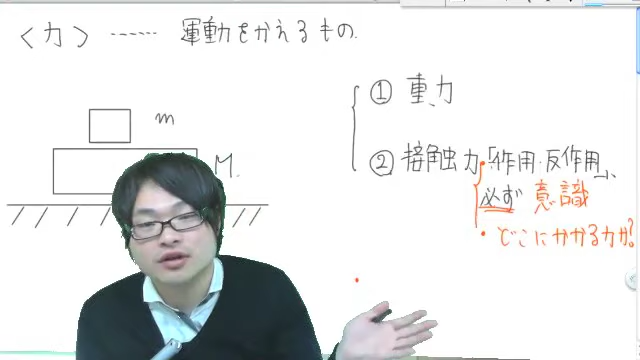 〈力〉 …… 運動をかえるもの.
① 重力
m
② 接触力・「作用・反作用」、
M.
必ず 意識
・どこにかかる力か?